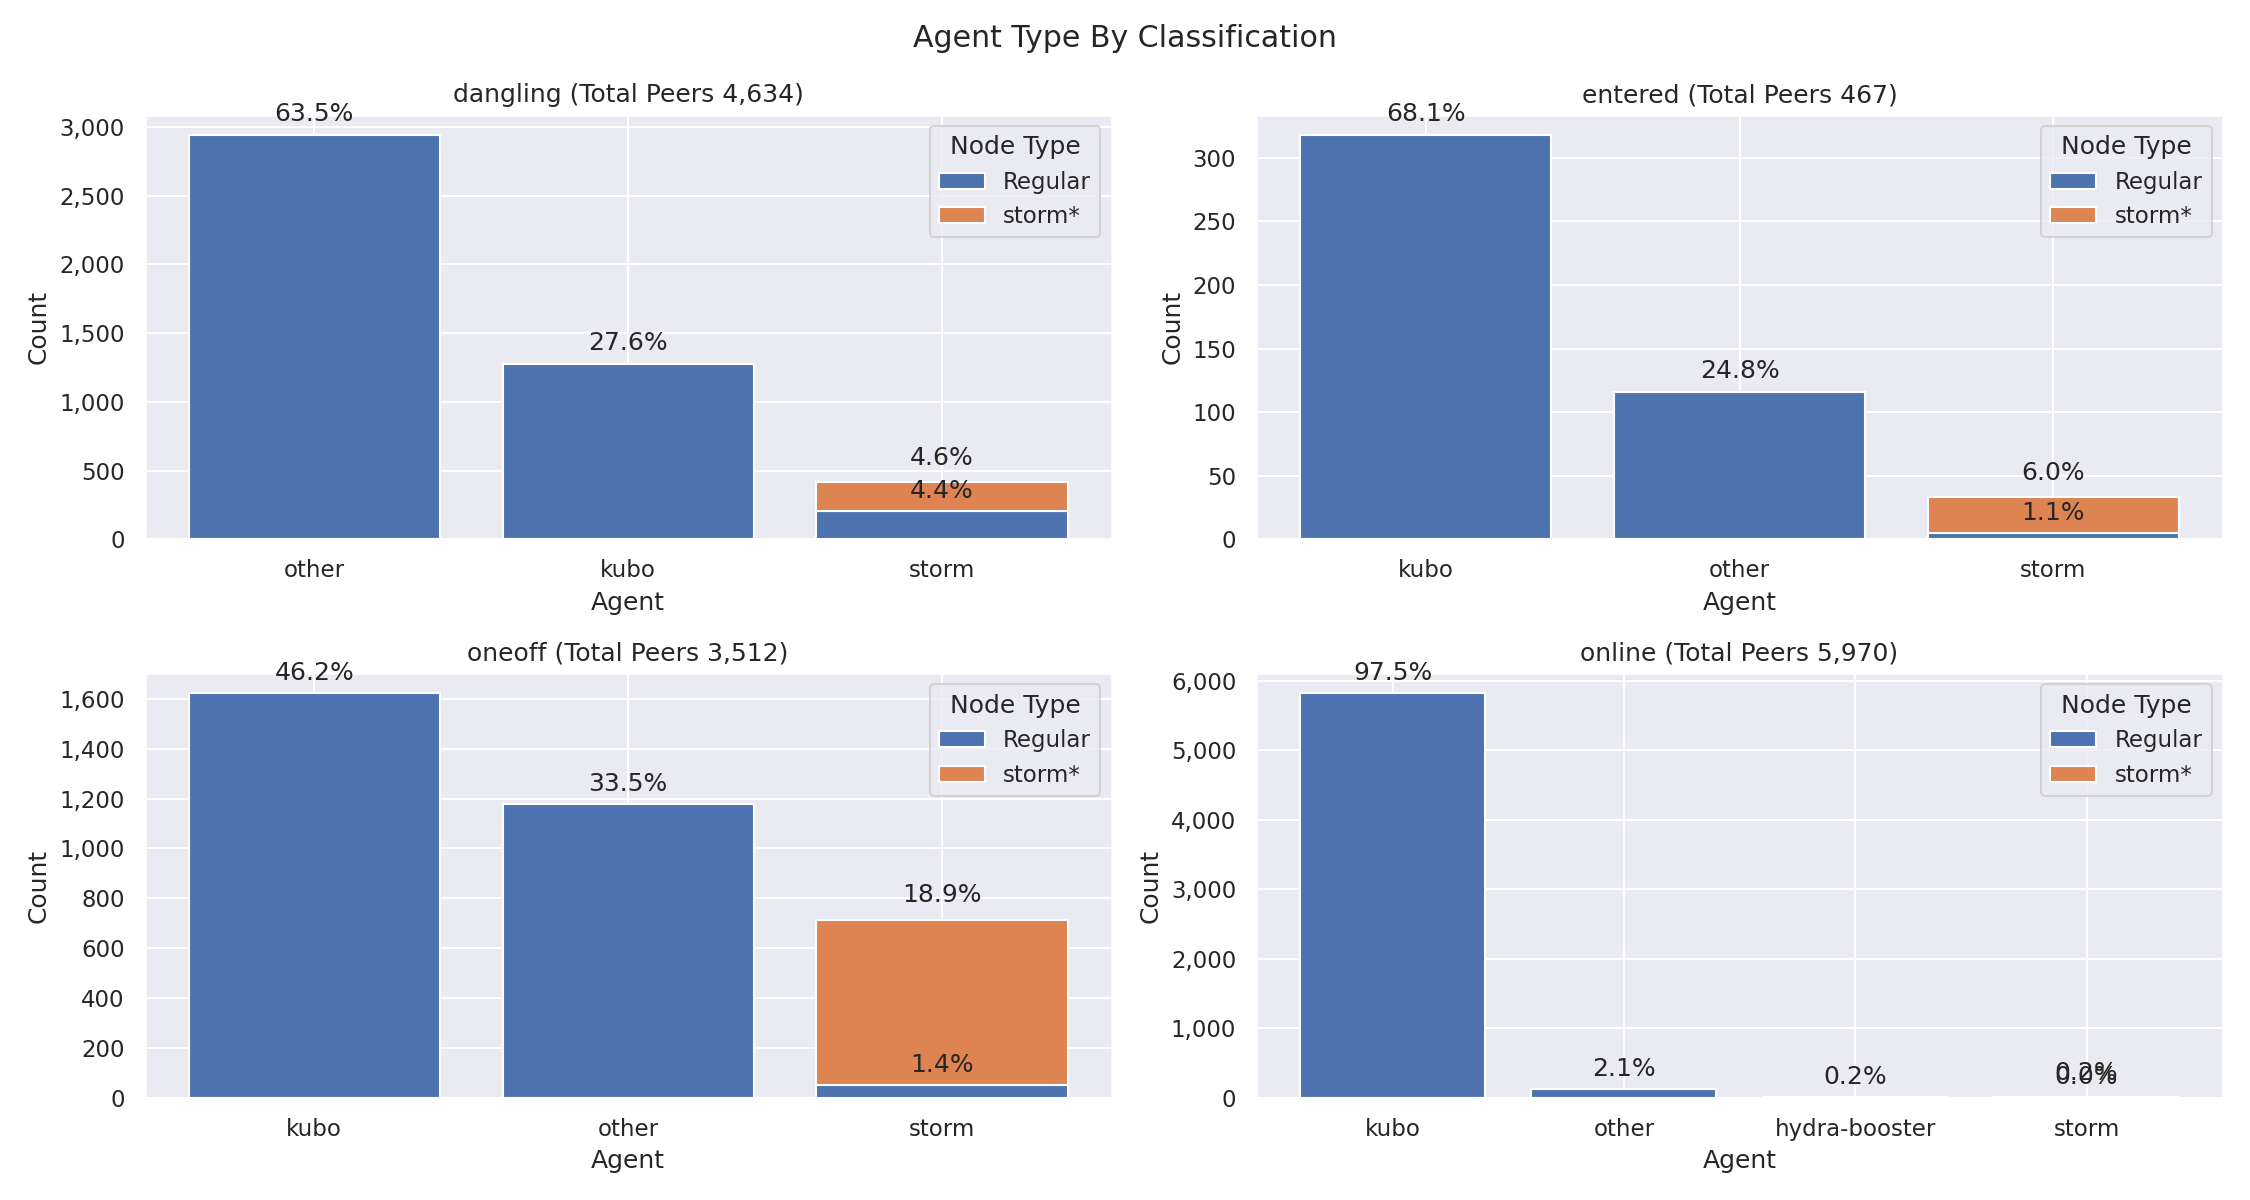 Agent Type By Classification
dangling (Total Peers 4,634)
63.5%
3,000
2,500
2,000
1,500
1,000
500
0
Count
27.6%
4.6%
4.4%
Node Type
Regular
storm*
other
kubo
storm
Agent
entered (Total Peers 467)
68.1%
300
250
200
150
100
50
0
Count
24.8%
6.0%
1.1%
Node Type
Regular
storm*
kubo
other
storm
Agent
oneoff (Total Peers 3,512)
46.2%
1,600
1,400
1,200
1,000
800
600
400
200
0
Count
33.5%
18.9%
1.4%
Node Type
Regular
storm*
kubo
other
storm
Agent
online (Total Peers 5,970)
97.5%
6,000
5,000
4,000
3,000
2,000
1,000
0
Count
2.1%
0.2%
0.2%
0.0%
Node Type
Regular
storm*
kubo
other
hydra-booster
storm
Agent